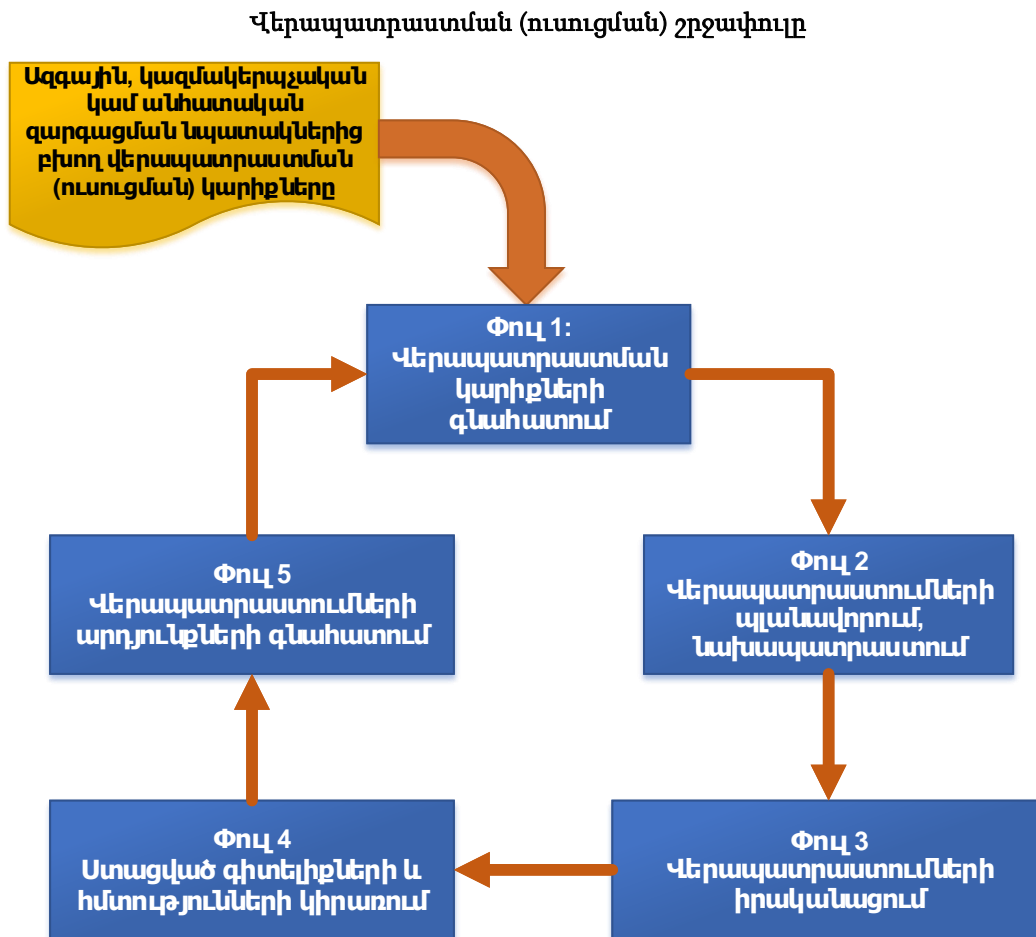 Վերապատրաստման (ուսուցման) շրջափուլը
Ազգային, կազմակերպչական
կամ անհատական
զարգացման նպատակներից
բխող վերապատրաստման
(ուսուցման) կարիքները
Փուլ 1:
Վերապատրաստման
կարիքների
գնահատում
Փուլ 2
Վերապատրաստումների
պլանավորում,
նախապատրաստում
Փուլ 3
Վերապատրաստումների
իրականացում
Փուլ 4
Ստացված գիտելիքների և
հմտությունների կիրառում
Փուլ 5
Վերապատրաստումների
արդյունքների գնահատում